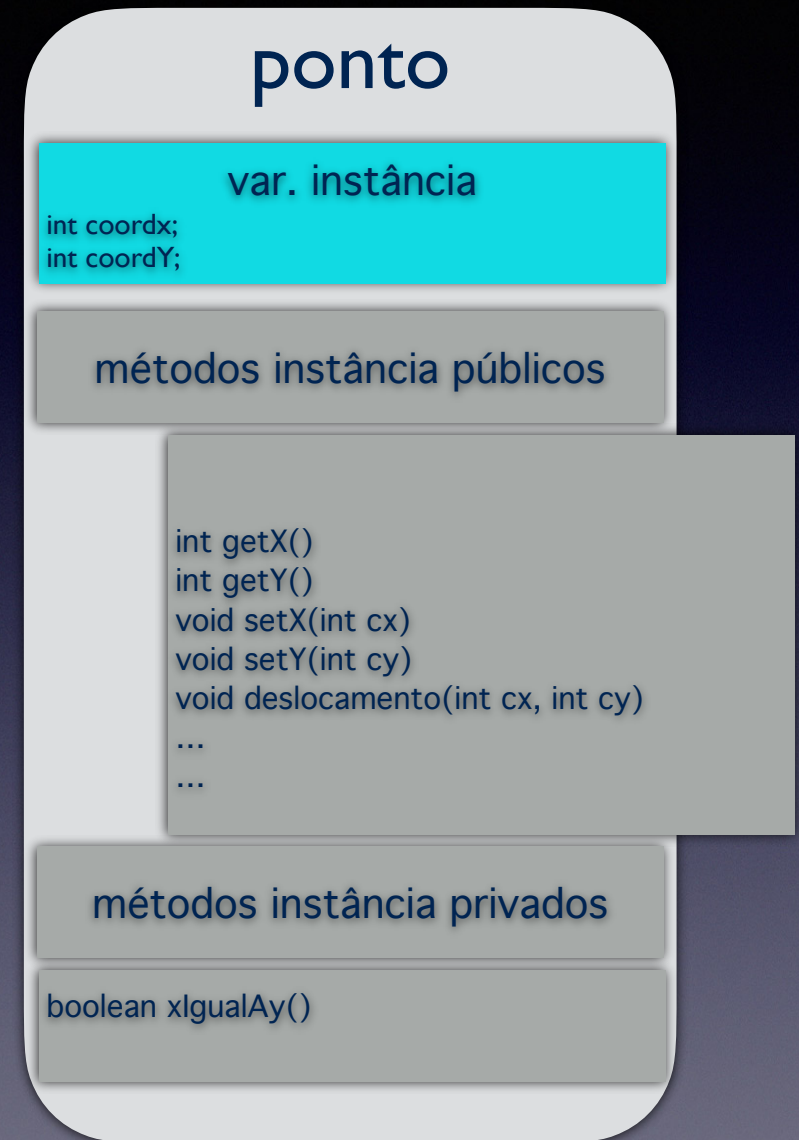 ponto
var. instância
int coordx;
int coordY;
métodos instância públicos
int getX()
int getY()
void setX(int cx)
void setY(int cy)
void deslocamento(int cx, int cy)
...
...
métodos instância privados
boolean xIgualAy()